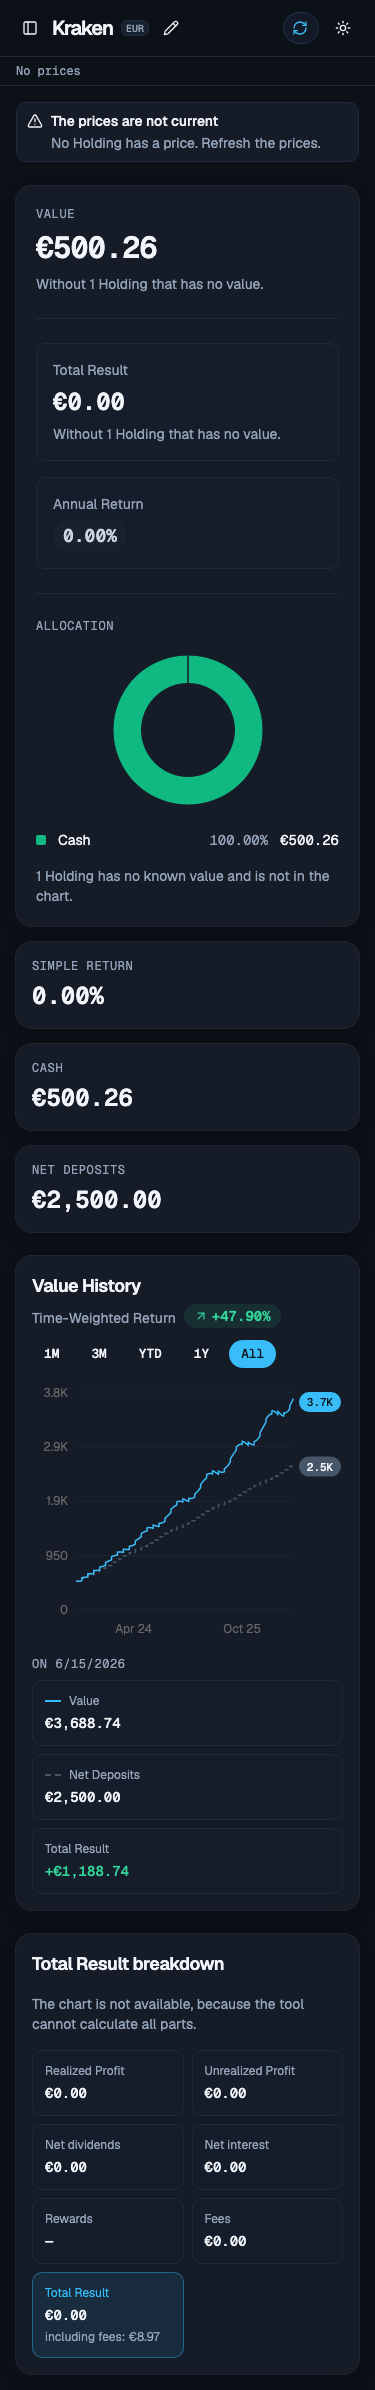 Kraken EUR
No prices
The prices are not current
No Holding has a price. Refresh the prices.
VALUE
€500.26
Without 1 Holding that has no value.
Total Result
€0.00
Without 1 Holding that has no value.
Annual Return
0.00%
ALLOCATION
Cash 100.00% €500.26
1 Holding has no known value and is not in the
chart.
SIMPLE RETURN
0.00%
CASH
€500.26
NET DEPOSITS
€2,500.00
Value History
Time-Weighted Return +47.90%
1M 3M YTD 1Y All
3.8K
3.7K
2.9K
2.5K
1.9K
950
0
Apr 24 Oct 25
ON 6/15/2026
Value
€3,688.74
Net Deposits
€2,500.00
Total Result
+€1,188.74
Total Result breakdown
The chart is not available, because the tool
cannot calculate all parts.
Realized Profit
€0.00
Unrealized Profit
€0.00
Net dividends
€0.00
Net interest
€0.00
Rewards
—
Fees
€0.00
Total Result
€0.00
including fees: €8.97